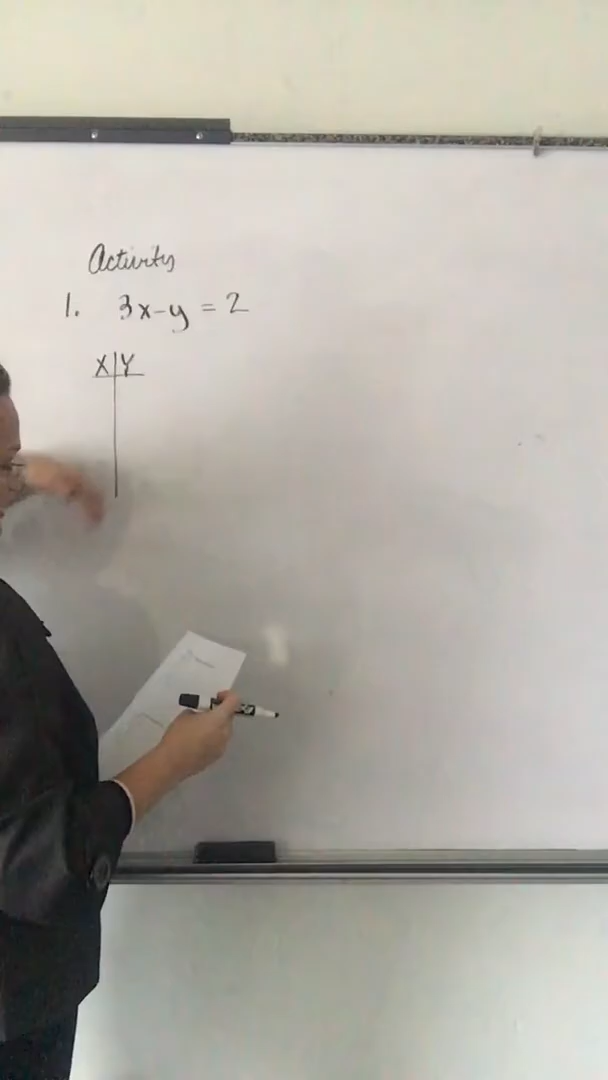 Activity
1. 3x-y = 2
X | Y